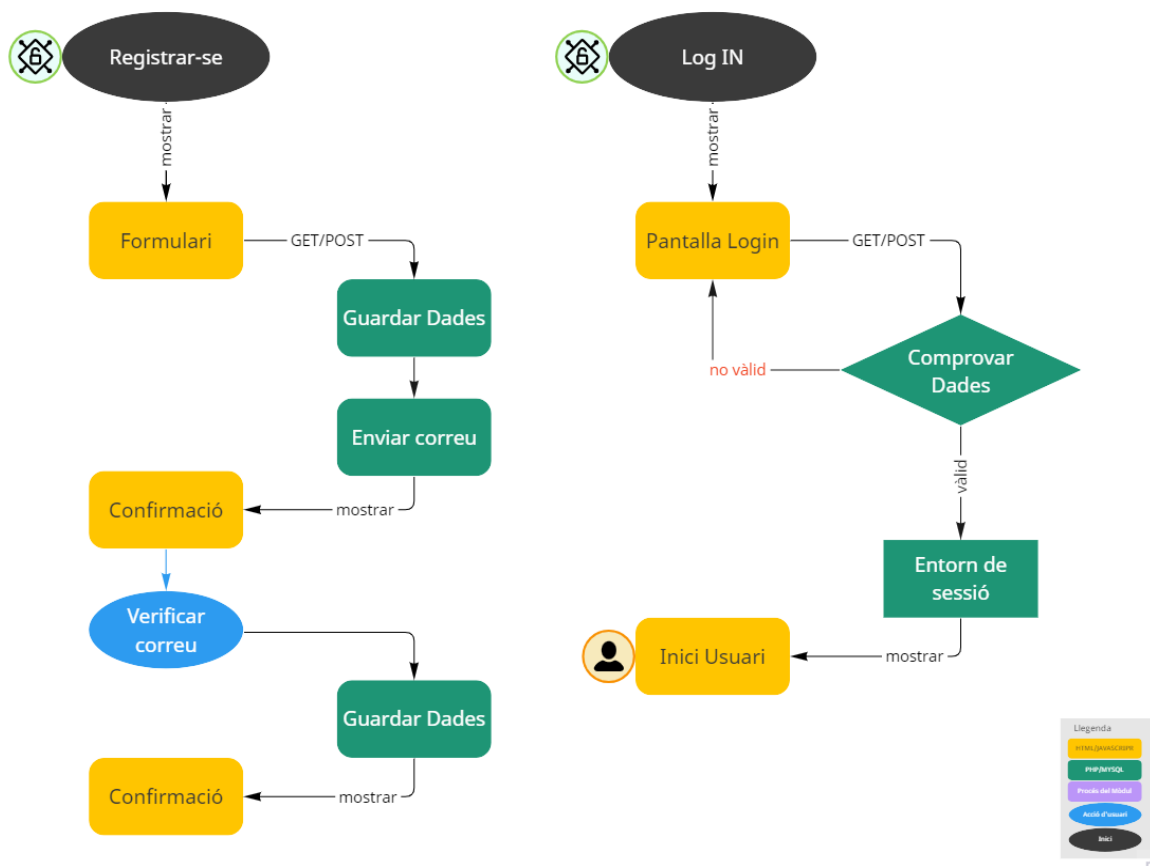 Registrar-se
mostrar
Formulari
GET/POST
Guardar Dades
Enviar correu
mostrar
Confirmació
Verificar
correu
Guardar Dades
mostrar
Confirmació
Log IN
mostrar
Pantalla Login
GET/POST
Comprovar
Dades
no vàlid
vàlid
Entorn de
sessió
mostrar
Inici Usuari
Llegenda
HTML/JAVASCRIPR
PHP/MYSQL
Procés del Mòdul
Acció d'usuari
Inici